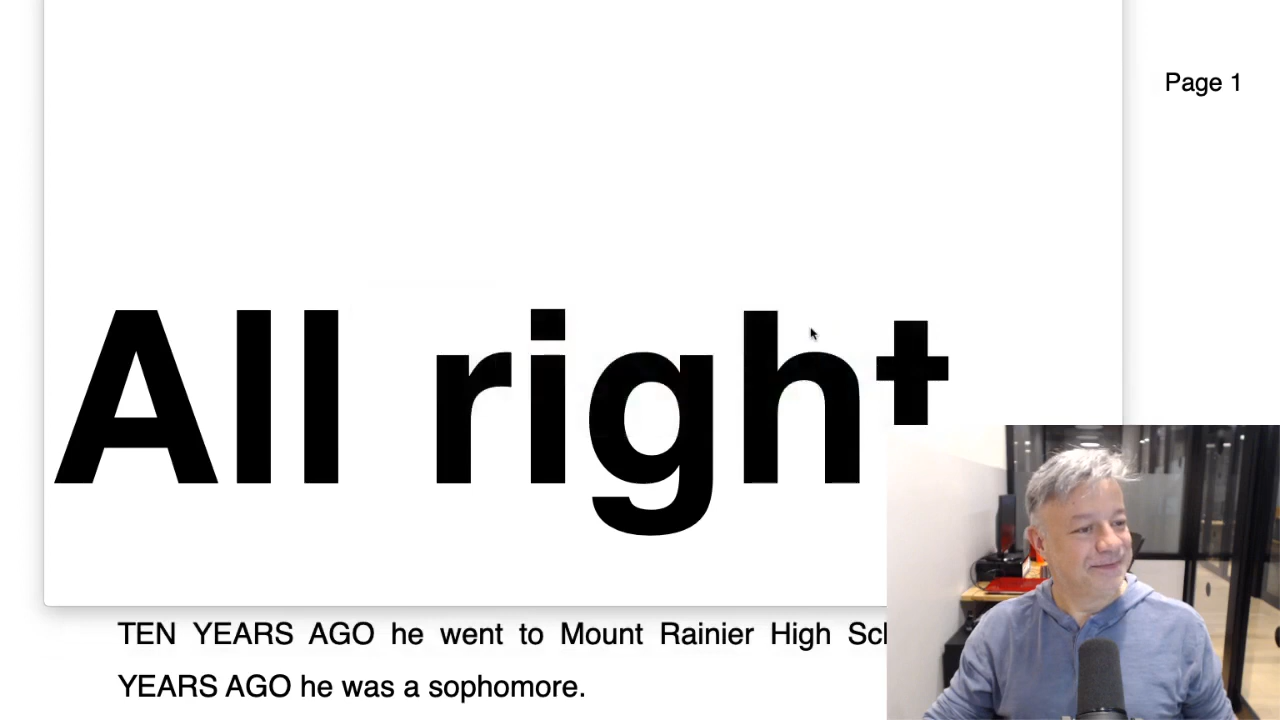 Page 1
All right
TEN YEARS AGO he went to Mount Rainier High
YEARS AGO he was a sophomore.